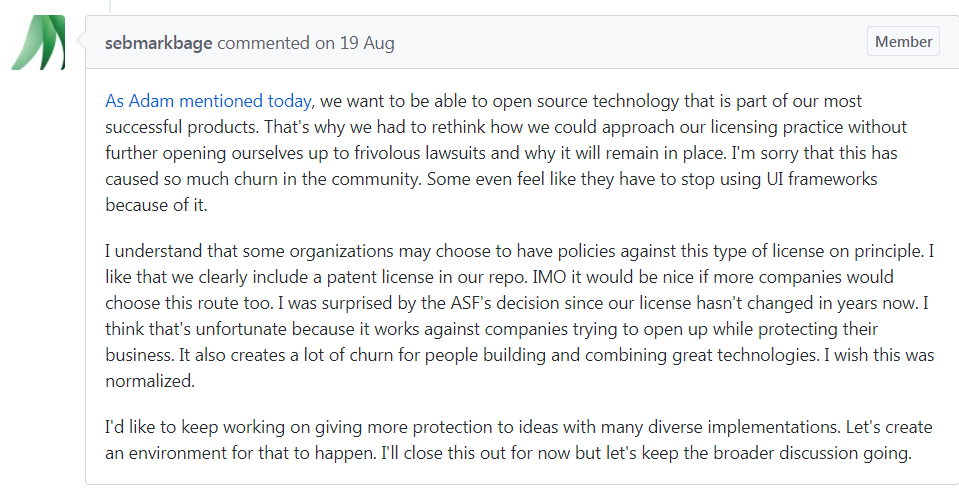 sebmarkbage commented on 19 Aug
Member
As Adam mentioned today, we want to be able to open source technology that is part of our most
successful products. That's why we had to rethink how we could approach our licensing practice without
further opening ourselves up to frivolous lawsuits and why it will remain in place. I'm sorry that this has
caused so much churn in the community. Some even feel like they have to stop using UI frameworks
because of it.
I understand that some organizations may choose to have policies against this type of license on principle. I
like that we clearly include a patent license in our repo. IMO it would be nice if more companies would
choose this route too. I was surprised by the ASF's decision since our license hasn't changed in years now. I
think that's unfortunate because it works against companies trying to open up while protecting their
business. It also creates a lot of churn for people building and combining great technologies. I wish this was
normalized.
I'd like to keep working on giving more protection to ideas with many diverse implementations. Let's create
an environment for that to happen. I'll close this out for now but let's keep the broader discussion going.